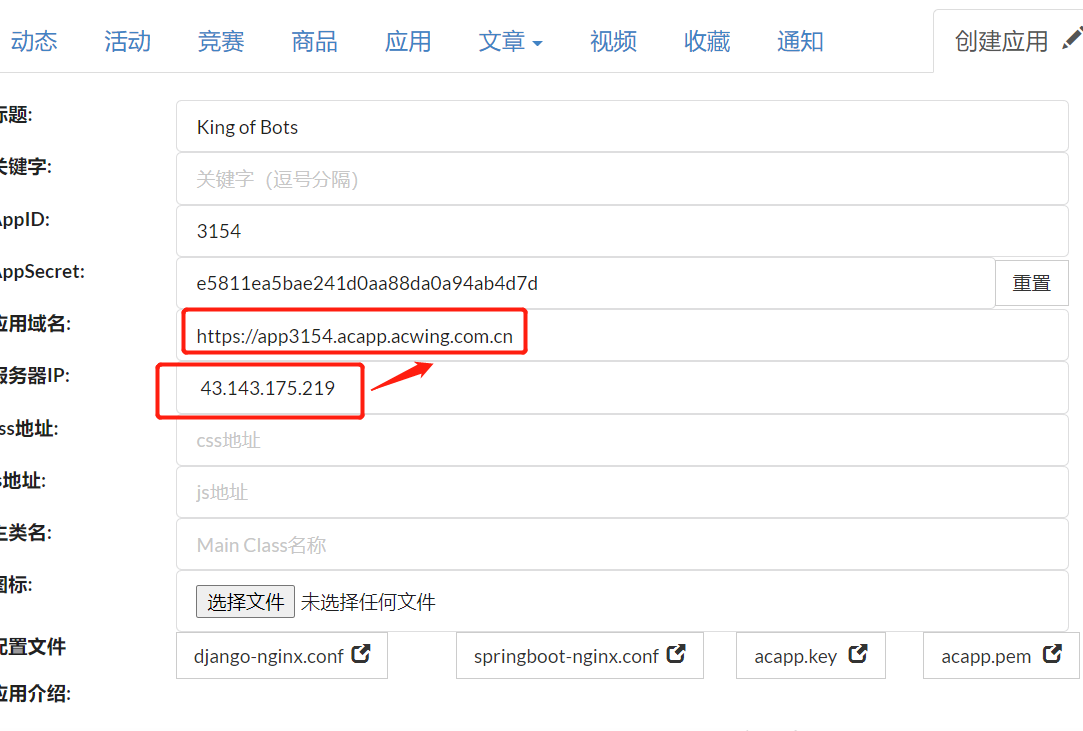 动态 活动 竞赛 商品 应用 文章 视频 收藏 通知 创建应用
标题: King of Bots
关键字: 关键字（逗号分隔)
AppID: 3154
AppSecret: e5811ea5bae241d0aa88da0a94ab4d7d 重置
应用域名: https://app3154.acapp.acwing.com.cn
服务器IP: 43.143.175.219
css地址: css地址
js地址: js地址
主类名: Main Class名称
图标: 选择文件 未选择任何文件
配置文件 django-nginx.conf springboot-nginx.conf acapp.key acapp.pem
应用介绍: